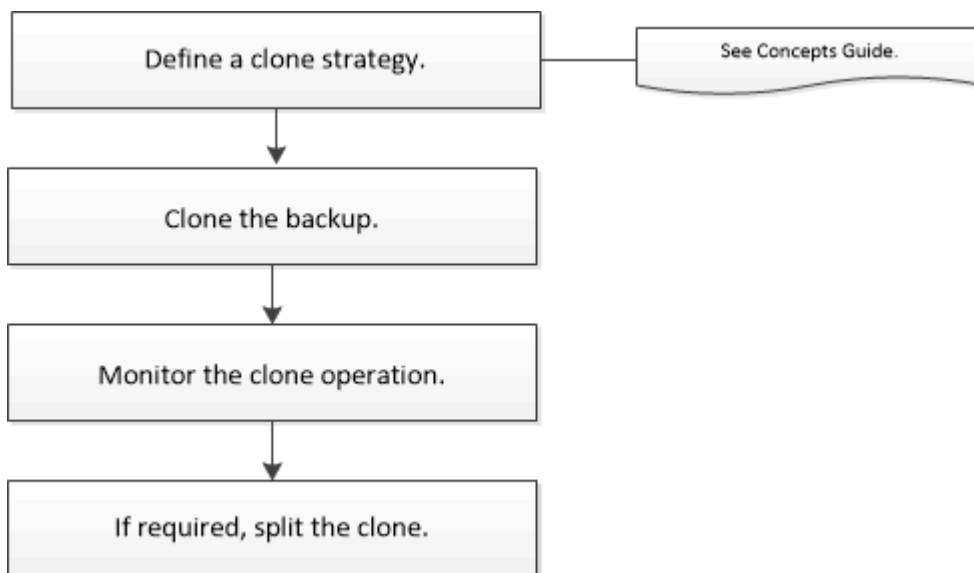 Define a clone strategy.
See Concepts Guide.
Clone the backup.
Monitor the clone operation.
If required, split the clone.